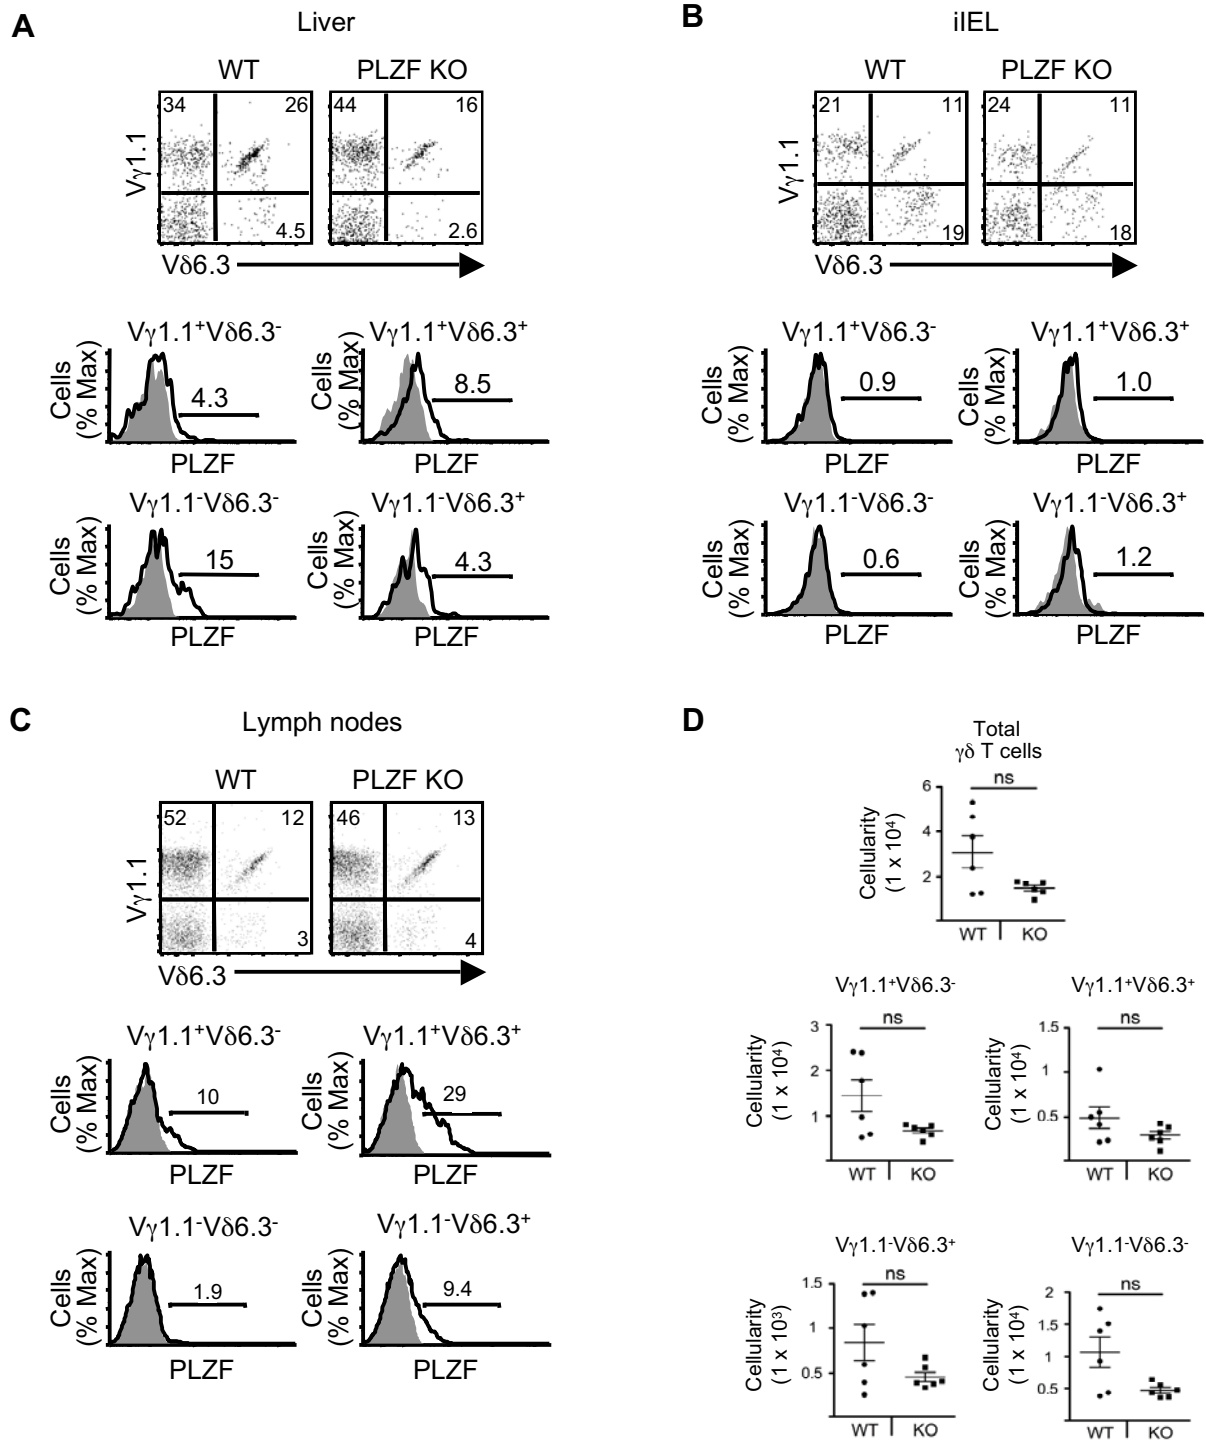 A
Liver
WT
PLZF KO
34
26
44
16
4.5
2.6
Vγ1.1
Vδ6.3
Vγ1.1⁺Vδ6.3⁻
Vγ1.1⁺Vδ6.3⁺
Cells
(% Max)
4.3
PLZF
Cells
(% Max)
8.5
PLZF
Vγ1.1⁻Vδ6.3⁻
Vγ1.1⁻Vδ6.3⁺
Cells
(% Max)
15
PLZF
Cells
(% Max)
4.3
PLZF
B
iIEL
WT
PLZF KO
21
11
24
11
19
18
Vγ1.1
Vδ6.3
Vγ1.1⁺Vδ6.3⁻
Vγ1.1⁺Vδ6.3⁺
Cells
(% Max)
0.9
PLZF
Cells
(% Max)
1.0
PLZF
Vγ1.1⁻Vδ6.3⁻
Vγ1.1⁻Vδ6.3⁺
Cells
(% Max)
0.6
PLZF
Cells
(% Max)
1.2
PLZF
C
Lymph nodes
WT
PLZF KO
52
12
46
13
3
4
Vγ1.1
Vδ6.3
Vγ1.1⁺Vδ6.3⁻
Vγ1.1⁺Vδ6.3⁺
Cells
(% Max)
10
PLZF
Cells
(% Max)
29
PLZF
Vγ1.1⁻Vδ6.3⁻
Vγ1.1⁻Vδ6.3⁺
Cells
(% Max)
1.9
PLZF
Cells
(% Max)
9.4
PLZF
D
Total
γδ T cells
ns
Cellularity
(1 x 10⁴)
6
4
2
WT
KO
Vγ1.1⁺Vδ6.3⁻
ns
Cellularity
(1 x 10⁴)
3
2
1
WT
KO
Vγ1.1⁺Vδ6.3⁺
ns
Cellularity
(1 x 10⁴)
1.5
1
0.5
WT
KO
Vγ1.1⁻Vδ6.3⁺
ns
Cellularity
(1 x 10³)
1.5
1
0.5
WT
KO
Vγ1.1⁻Vδ6.3⁻
ns
Cellularity
(1 x 10⁴)
2
1.5
1
0.5
WT
KO